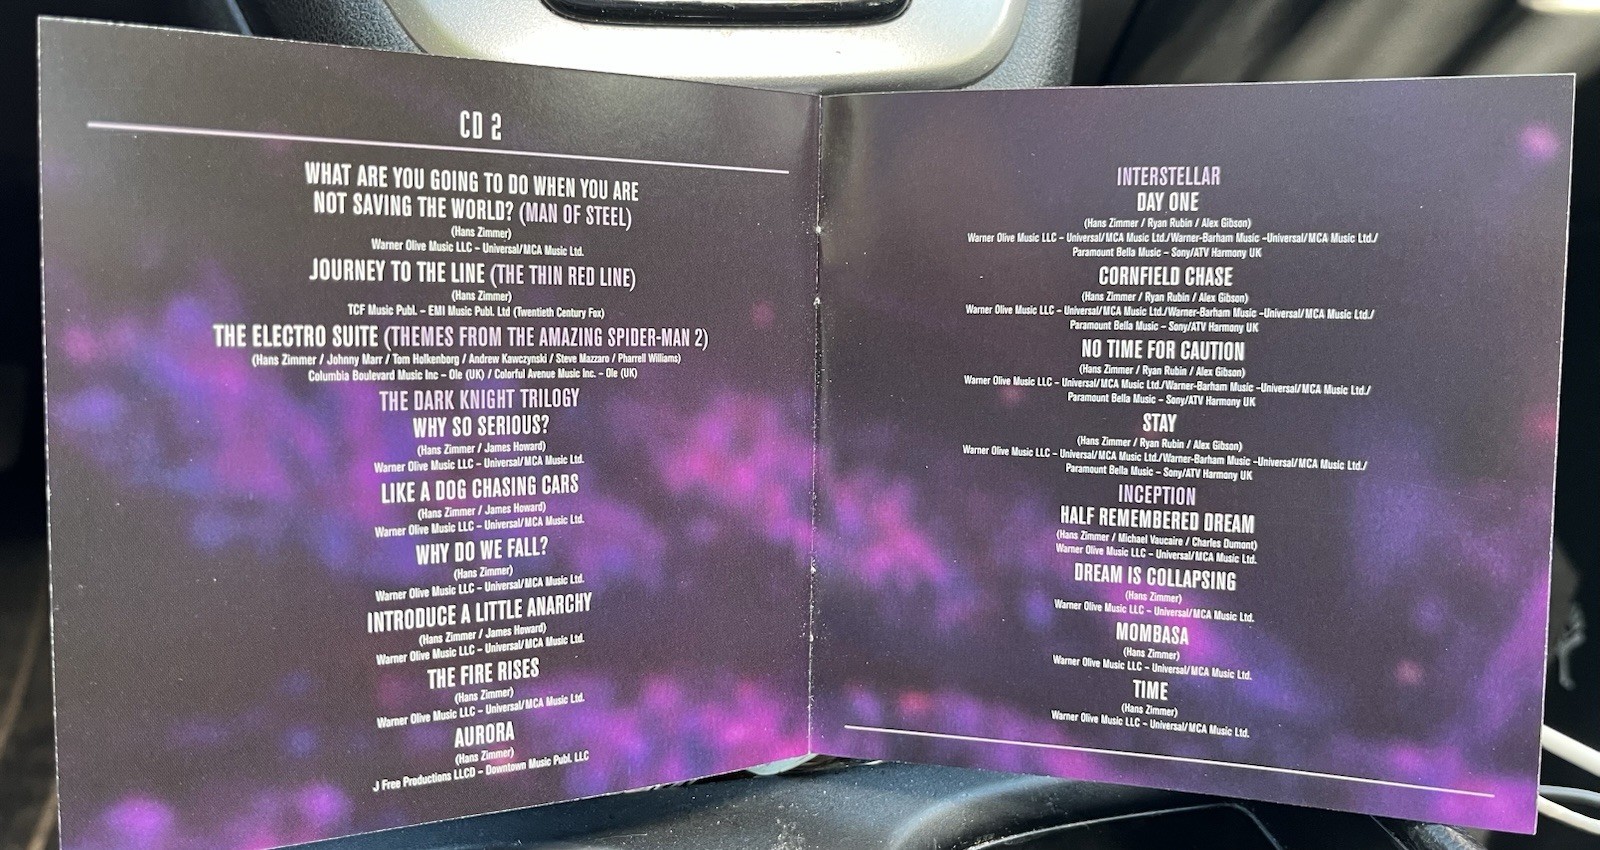 CD 2
WHAT ARE YOU GOING TO DO WHEN YOU ARE
NOT SAVING THE WORLD? (MAN OF STEEL)
(Hans Zimmer)
Warner Olive Music LLC – Universal/MCA Music Ltd.
JOURNEY TO THE LINE (THE THIN RED LINE)
(Hans Zimmer)
TCF Music Publ. – EMI Music Publ. Ltd (Twentieth Century Fox)
THE ELECTRO SUITE (THEMES FROM THE AMAZING SPIDER-MAN 2)
(Hans Zimmer / Johnny Marr / Tom Holkenborg / Andrew Kawczynski / Steve Mazzaro / Pharrell Williams)
Columbia Boulevard Music Inc – Ole (UK) / Colorful Avenue Music Inc. – Ole (UK)
THE DARK KNIGHT TRILOGY
WHY SO SERIOUS?
(Hans Zimmer / James Howard)
Warner Olive Music LLC – Universal/MCA Music Ltd.
LIKE A DOG CHASING CARS
(Hans Zimmer / James Howard)
Warner Olive Music LLC – Universal/MCA Music Ltd.
WHY DO WE FALL?
(Hans Zimmer)
Warner Olive Music LLC – Universal/MCA Music Ltd.
INTRODUCE A LITTLE ANARCHY
(Hans Zimmer / James Howard)
Warner Olive Music LLC – Universal/MCA Music Ltd.
THE FIRE RISES
(Hans Zimmer)
Warner Olive Music LLC – Universal/MCA Music Ltd.
AURORA
(Hans Zimmer)
J Free Productions LLCD – Downtown Music Publ. LLC
INTERSTELLAR
DAY ONE
(Hans Zimmer / Ryan Rubin / Alex Gibson)
Warner Olive Music LLC – Universal/MCA Music Ltd./Warner-Barham Music –Universal/MCA Music Ltd./
Paramount Bella Music – Sony/ATV Harmony UK
CORNFIELD CHASE
(Hans Zimmer / Ryan Rubin / Alex Gibson)
Warner Olive Music LLC – Universal/MCA Music Ltd./Warner-Barham Music –Universal/MCA Music Ltd./
Paramount Bella Music – Sony/ATV Harmony UK
NO TIME FOR CAUTION
(Hans Zimmer / Ryan Rubin / Alex Gibson)
Warner Olive Music LLC – Universal/MCA Music Ltd./Warner-Barham Music –Universal/MCA Music Ltd./
Paramount Bella Music – Sony/ATV Harmony UK
STAY
(Hans Zimmer / Ryan Rubin / Alex Gibson)
Warner Olive Music LLC – Universal/MCA Music Ltd./Warner-Barham Music –Universal/MCA Music Ltd./
Paramount Bella Music – Sony/ATV Harmony UK
INCEPTION
HALF REMEMBERED DREAM
(Hans Zimmer / Michael Vaucaire / Charles Dumont)
Warner Olive Music LLC – Universal/MCA Music Ltd.
DREAM IS COLLAPSING
(Hans Zimmer)
Warner Olive Music LLC – Universal/MCA Music Ltd.
MOMBASA
(Hans Zimmer)
Warner Olive Music LLC – Universal/MCA Music Ltd.
TIME
(Hans Zimmer)
Warner Olive Music LLC – Universal/MCA Music Ltd.